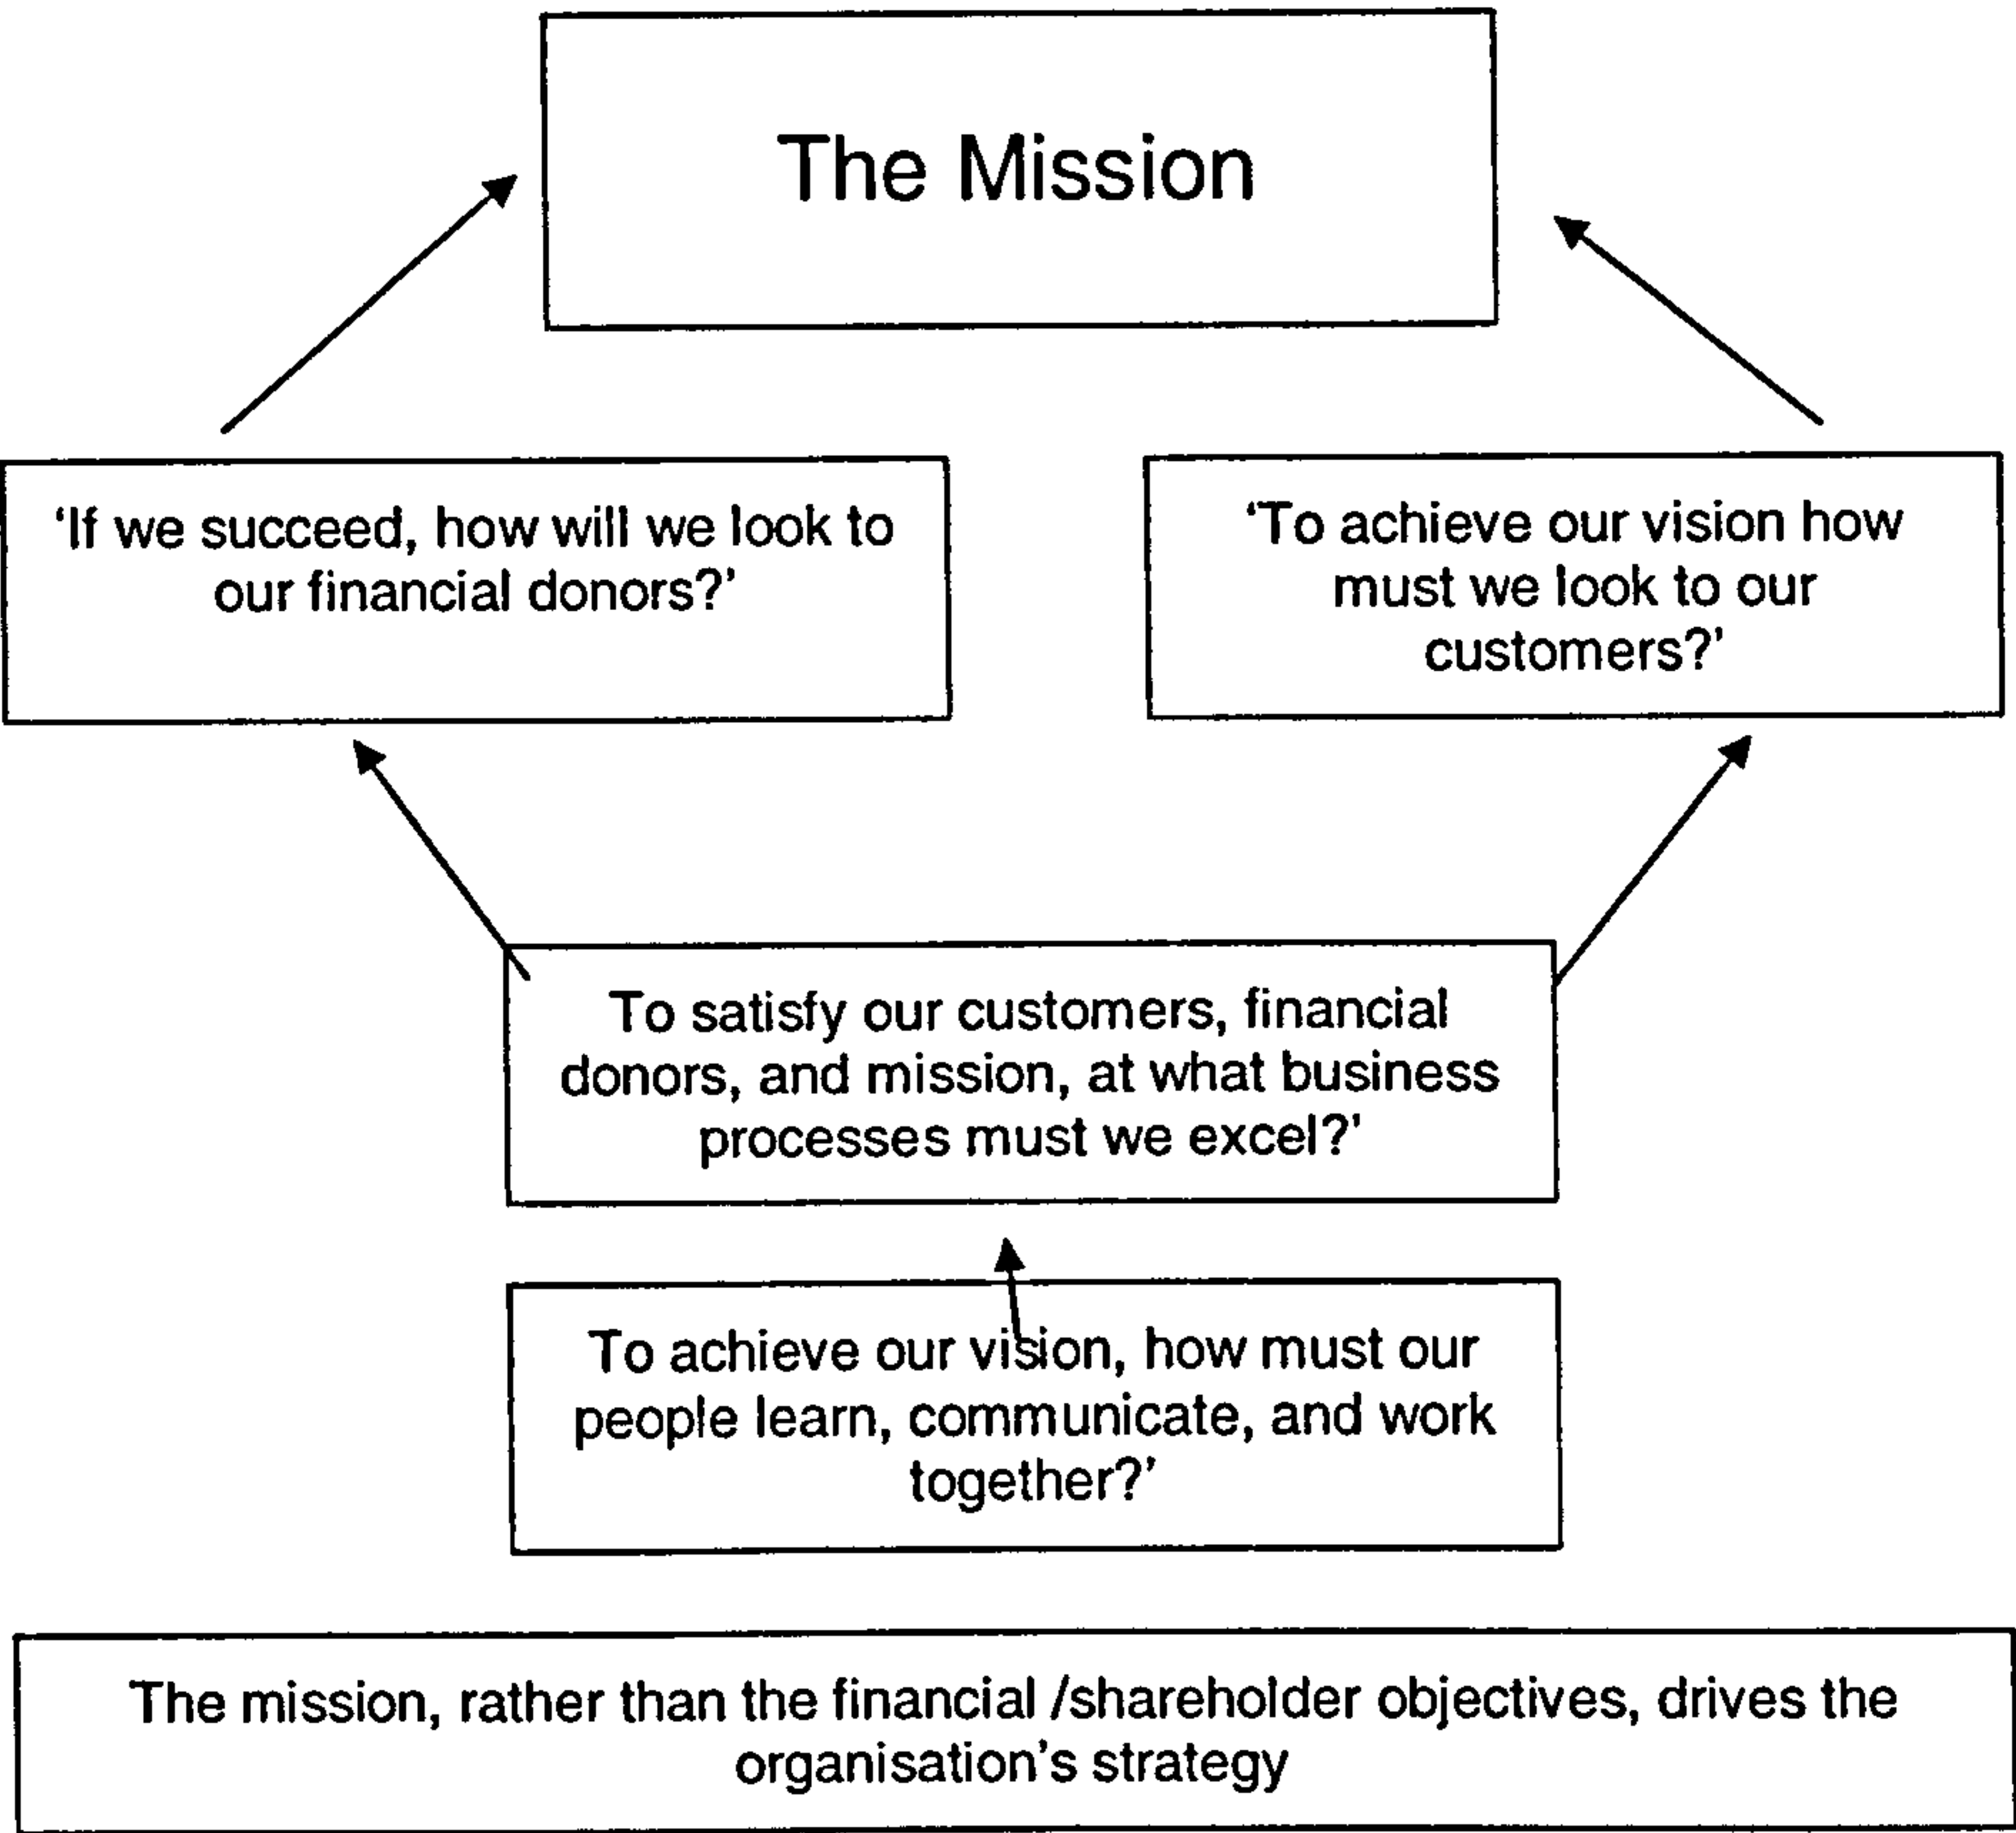 The Mission
‘If we succeed, how will we look to
our financial donors?’
‘To achieve our vision how
must we look to our
customers?’
To satisfy our customers, financial
donors, and mission, at what business
processes must we excel?’
To achieve our vision, how must our
people learn, communicate, and work
together?’
The mission, rather than the financial /shareholder objectives, drives the
organisation’s strategy